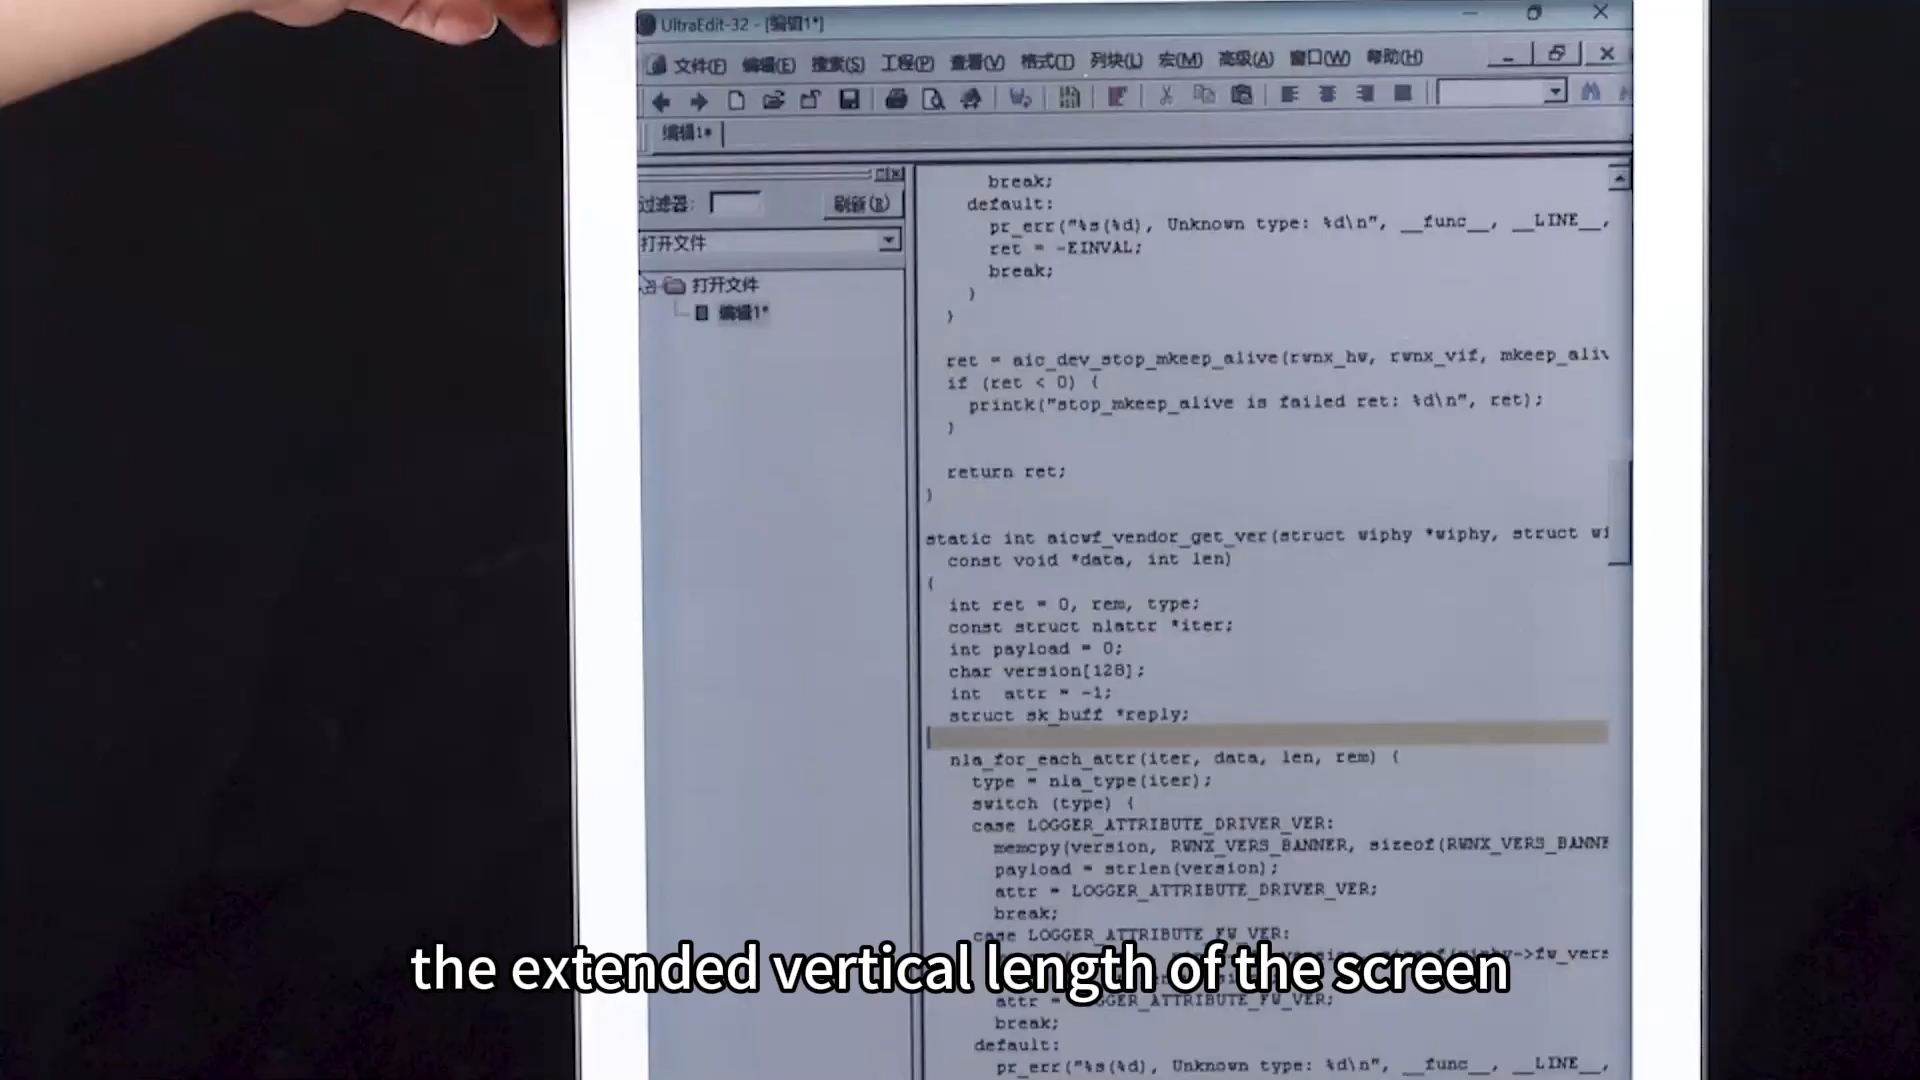 UltraEdit-32 - [编辑1*]
文件(F) 编辑(E) 搜索(S) 工程(P) 查看(V) 格式(T) 列块(L) 宏(M) 高级(A) 窗口(W) 帮助(H)
编辑1*
过滤器: 刷新(R)
打开文件
打开文件
编辑1*
break;
default:
pr_err("%s(%d), Unknown type: %d\n", __func__, __LINE__,
ret = -EINVAL;
break;
}
}
ret = aic_dev_stop_mkeep_alive(rwnx_hw, rwnx_vif, mkeep_aliv
if (ret < 0) {
printk("stop_mkeep_alive is failed ret: %d\n", ret);
}
return ret;
}
static int aicwf_vendor_get_ver(struct wiphy *wiphy, struct wi
const void *data, int len)
{
int ret = 0, rem, type;
const struct nlattr *iter;
int payload = 0;
char version[128];
int attr = -1;
struct sk_buff *reply;
nla_for_each_attr(iter, data, len, rem) {
type = nla_type(iter);
switch (type) {
case LOGGER_ATTRIBUTE_DRIVER_VER:
memcpy(version, RWNX_VERS_BANNER, sizeof(RWNX_VERS_BANNE
payload = strlen(version);
attr = LOGGER_ATTRIBUTE_DRIVER_VER;
break;
case LOGGER_ATTRIBUTE_FW_VER:
the extended vertical length of the screen
attr = LOGGER_ATTRIBUTE_FW_VER;
break;
default:
pr_err("%s(%d), Unknown type: %d\n", __func__, __LINE__,